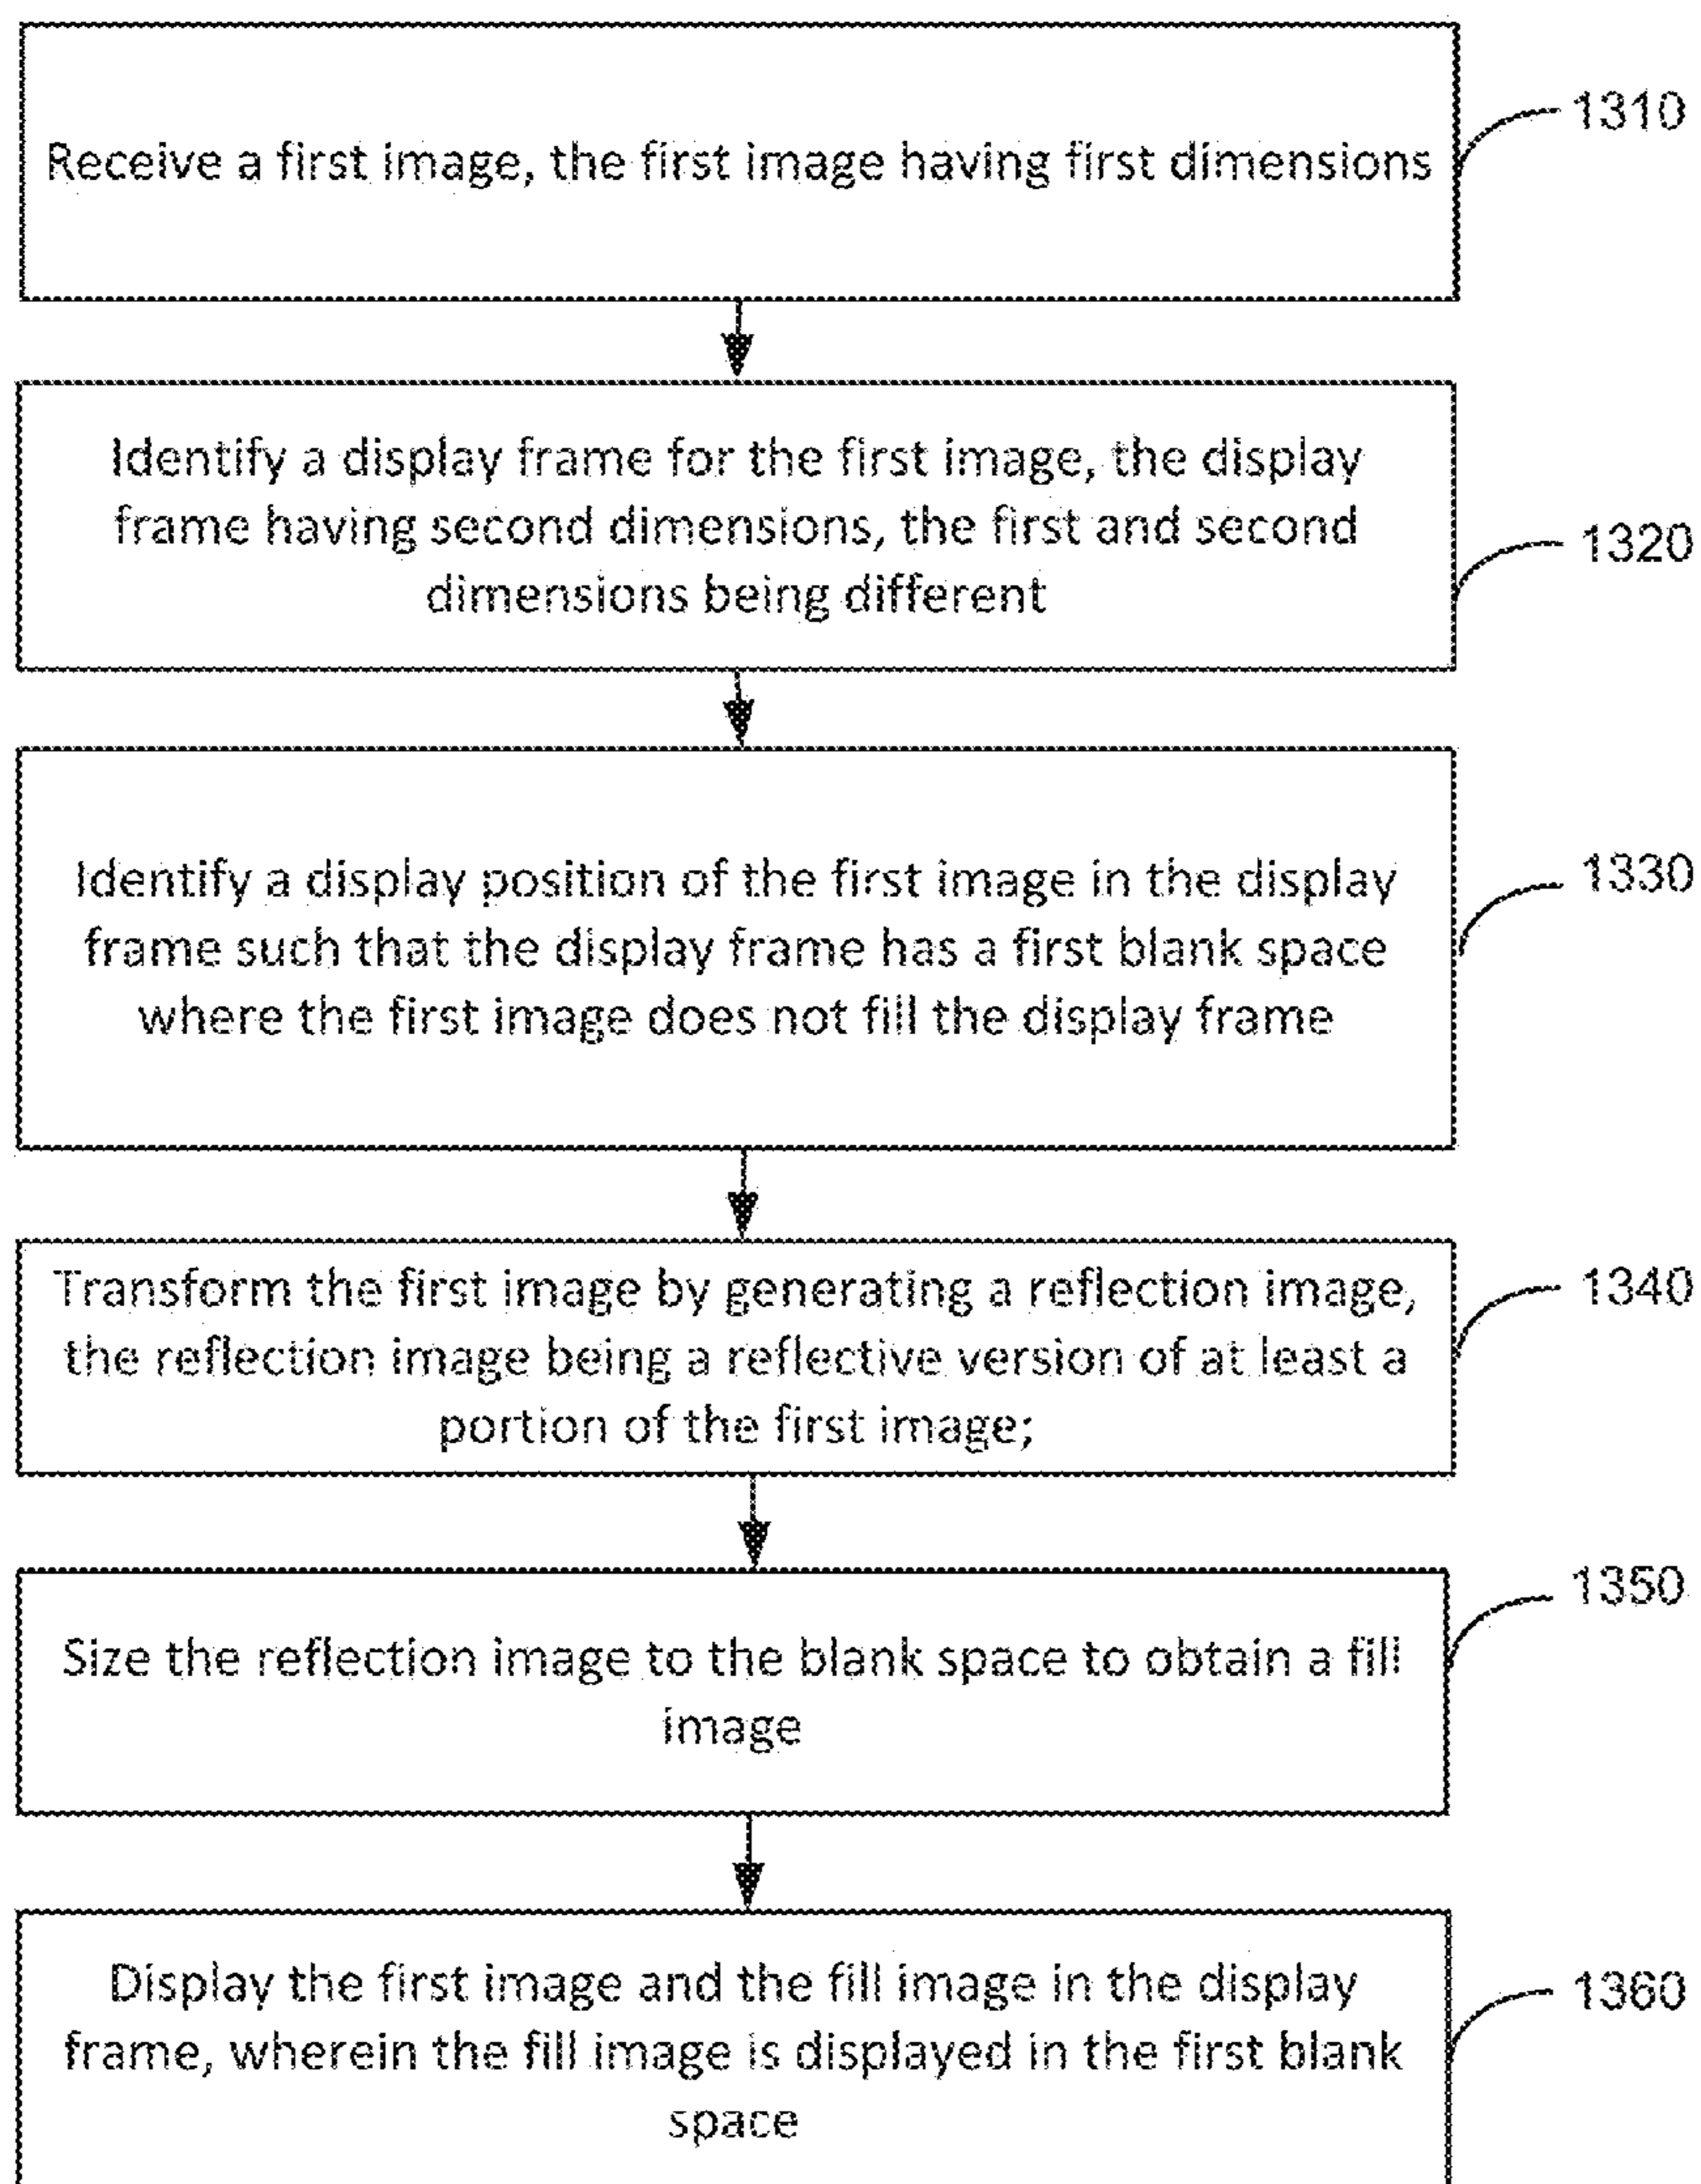 Receive a first image, the first image having first dimensions
1310
Identify a display frame for the first image, the display
frame having second dimensions, the first and second
dimensions being different
1320
Identify a display position of the first image in the display
frame such that the display frame has a first blank space
where the first image does not fill the display frame
1330
Transform the first image by generating a reflection image,
the reflection image being a reflective version of at least a
portion of the first image;
1340
Size the reflection image to the blank space to obtain a fill
image
1350
Display the first image and the fill image in the display
frame, wherein the fill image is displayed in the first blank
space
1360